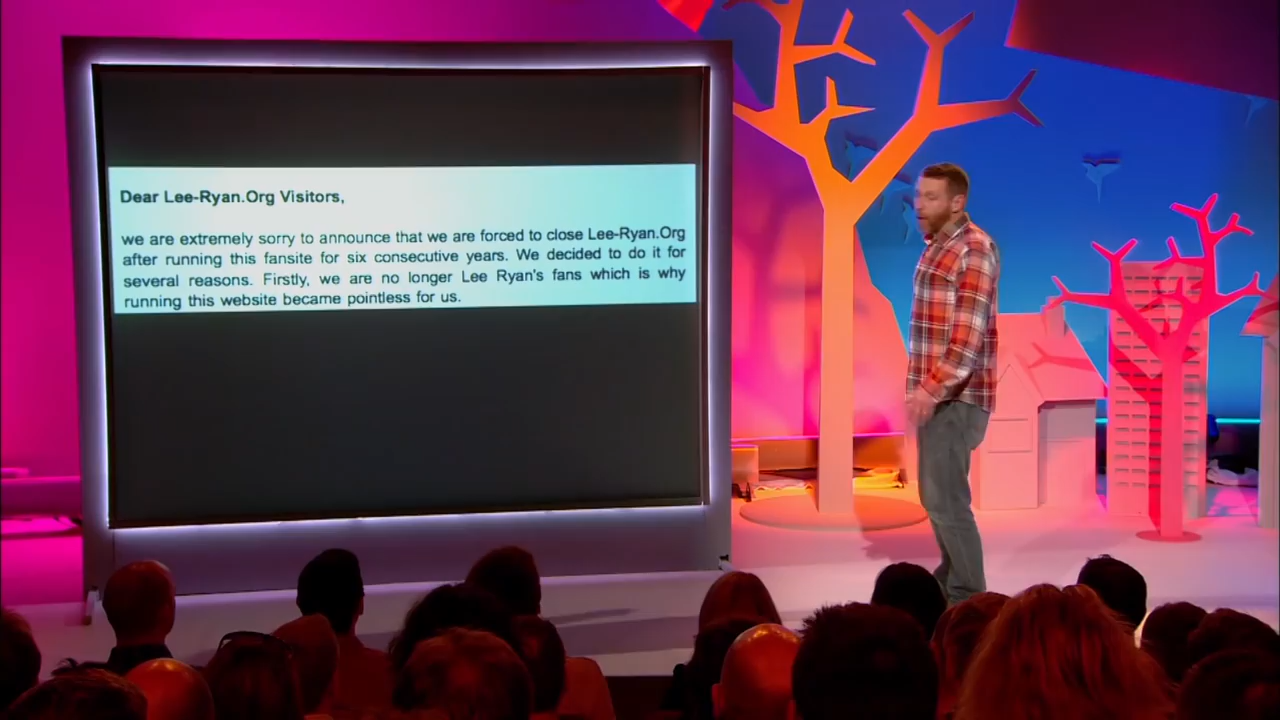 Dear Lee-Ryan.Org Visitors,
we are extremely sorry to announce that we are forced to close Lee-Ryan.Org
after running this fansite for six consecutive years. We decided to do it for
several reasons. Firstly, we are no longer Lee Ryan's fans which is why
running this website became pointless for us.